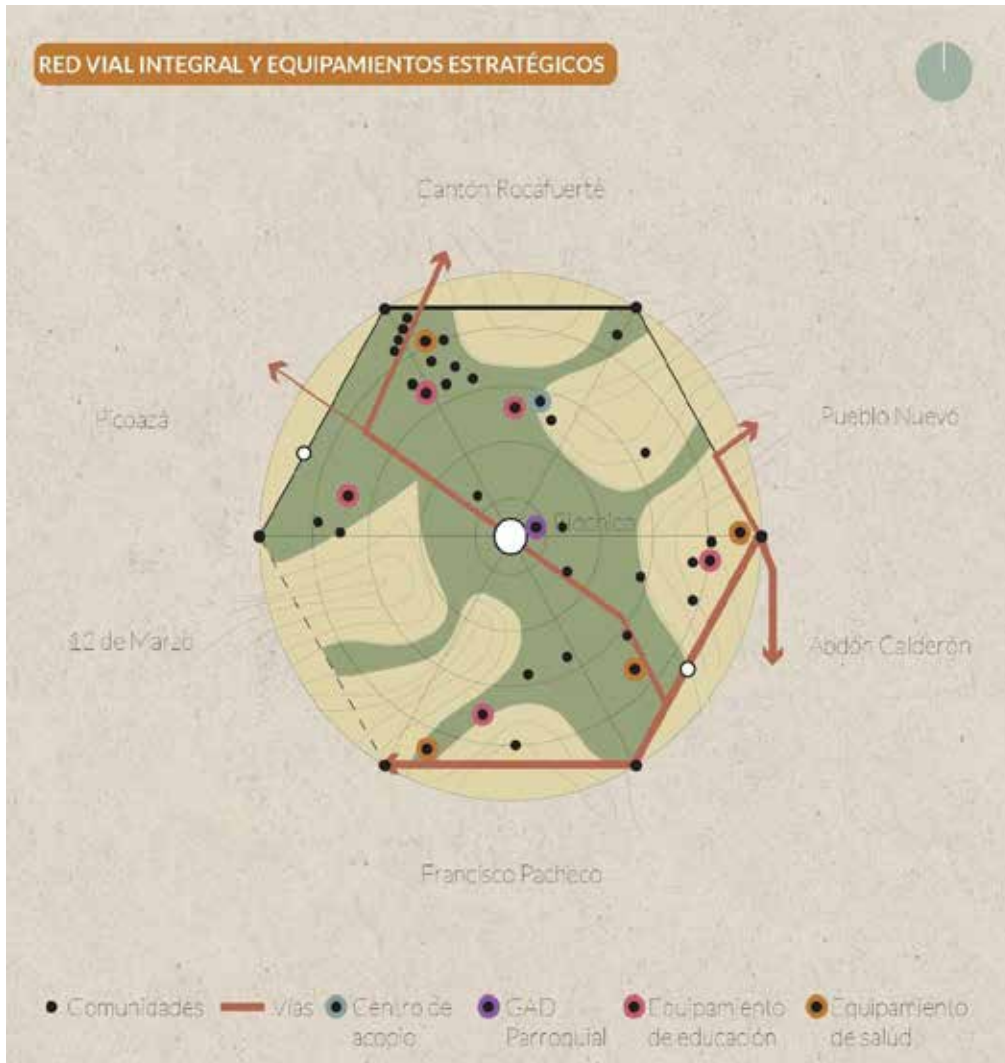 RED VIAL INTEGRAL Y EQUIPAMIENTOS ESTRATÉGICOS
Cantón Rocafuerte
Picoazá
Pueblo Nuevo
Riochico
12 de Marzo
Abdón Calderón
Francisco Pacheco
Comunidades
Vías
Centro de
acopio
GAD
Parroquial
Equipamiento
de educación
Equipamiento
de salud